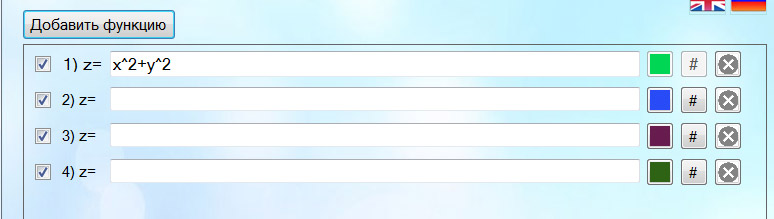 Добавить функцию
1) z= x^2+y^2 #
2) z= #
3) z= #
4) z= #